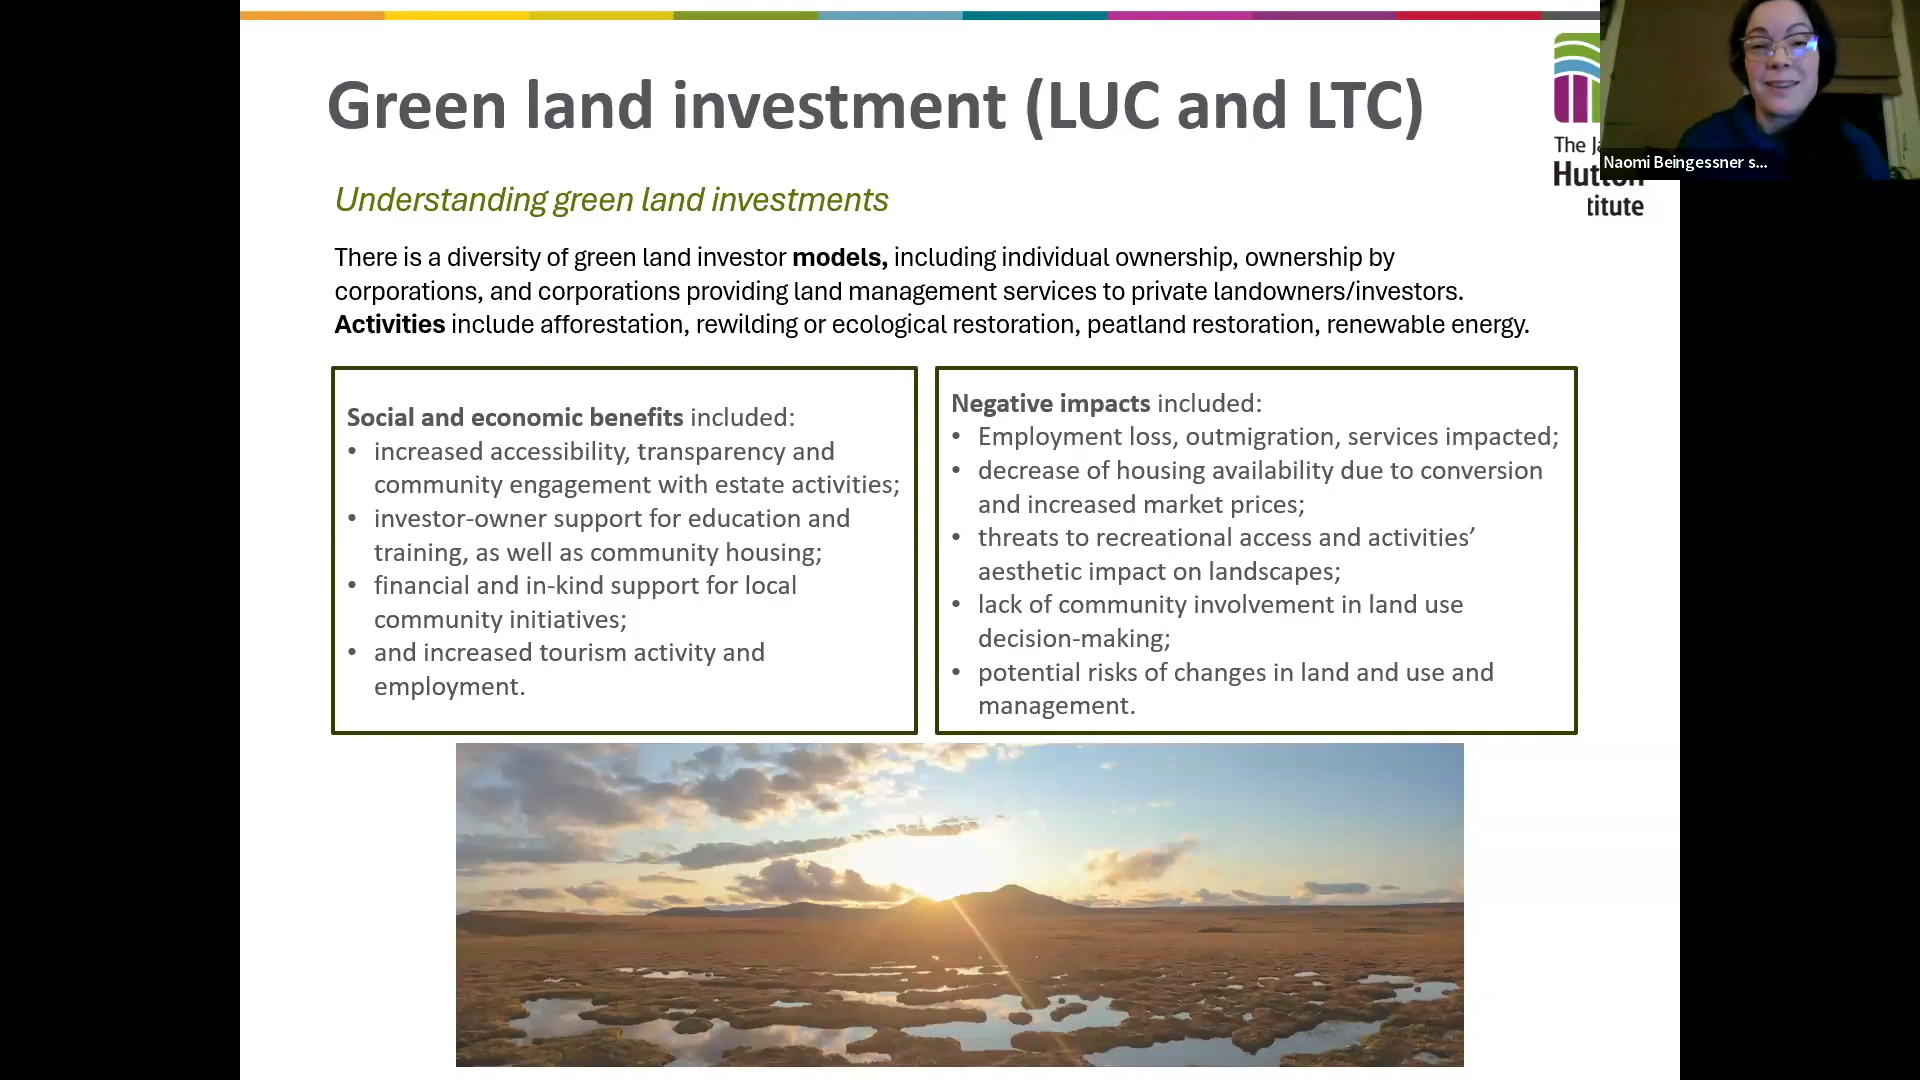 Green land investment (LUC and LTC)
The Ja
Hutton
titute
Naomi Beingessner s...
Understanding green land investments
There is a diversity of green land investor models, including individual ownership, ownership by
corporations, and corporations providing land management services to private landowners/investors.
Activities include afforestation, rewilding or ecological restoration, peatland restoration, renewable energy.
Social and economic benefits included:
• increased accessibility, transparency and
community engagement with estate activities;
• investor-owner support for education and
training, as well as community housing;
• financial and in-kind support for local
community initiatives;
• and increased tourism activity and
employment.
Negative impacts included:
• Employment loss, outmigration, services impacted;
• decrease of housing availability due to conversion
and increased market prices;
• threats to recreational access and activities’
aesthetic impact on landscapes;
• lack of community involvement in land use
decision-making;
• potential risks of changes in land and use and
management.